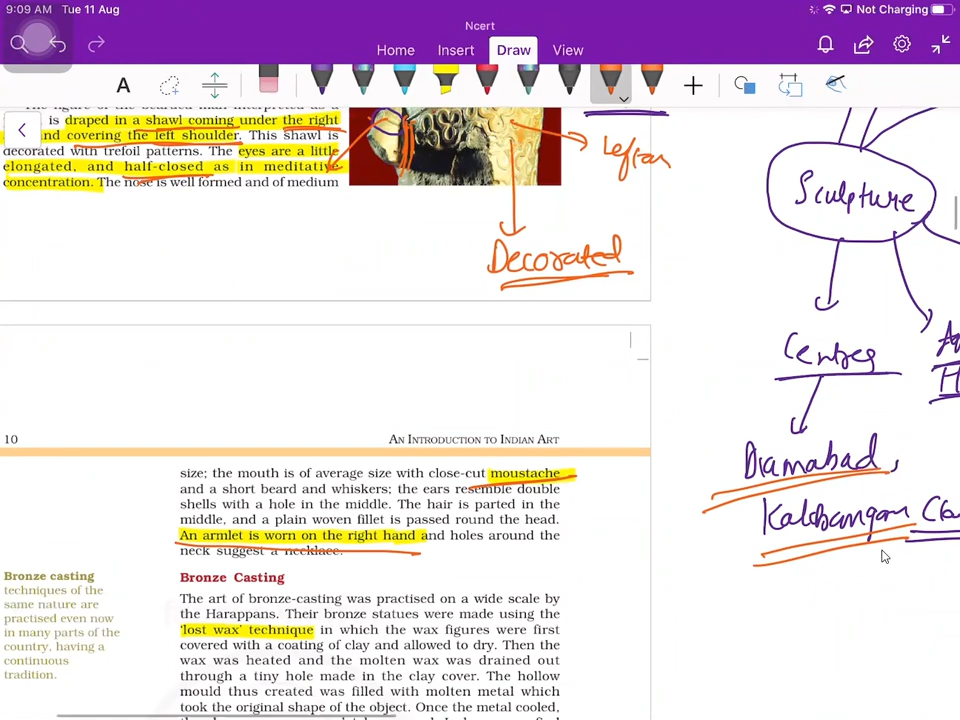 9:09 AM Tue 11 Aug
Not Charging
Ncert
Home Insert Draw View
is draped in a shawl coming under the right
and covering the left shoulder. This shawl is
decorated with trefoil patterns. The eyes are a little
elongated, and half-closed as in meditative
concentration. The nose is well formed and of medium
Decorated
Sculpture
Centres
Diamabad,
Kalibangan
10
AN INTRODUCTION TO INDIAN ART
size; the mouth is of average size with close-cut moustache
and a short beard and whiskers; the ears resemble double
shells with a hole in the middle. The hair is parted in the
middle, and a plain woven fillet is passed round the head.
An armlet is worn on the right hand and holes around the
neck suggest a necklace.
Bronze Casting
The art of bronze-casting was practised on a wide scale by
the Harappans. Their bronze statues were made using the
'lost wax' technique in which the wax figures were first
covered with a coating of clay and allowed to dry. Then the
wax was heated and the molten wax was drained out
through a tiny hole made in the clay cover. The hollow
mould thus created was filled with molten metal which
took the original shape of the object. Once the metal cooled,
Bronze casting
techniques of the
same nature are
practised even now
in many parts of the
country, having a
continuous
tradition.